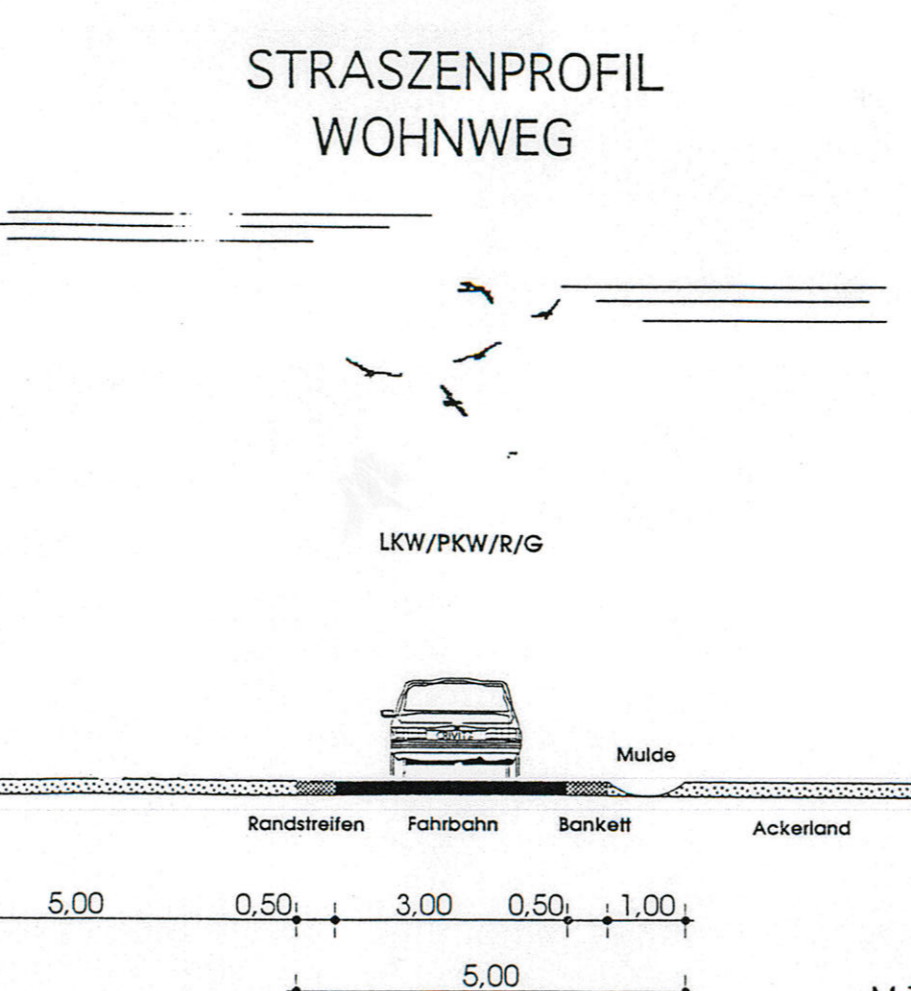 STRASZENPROFIL
WOHNWEG
LKW/PKW/R/G
CRIVITZ
Mulde
Randstreifen Fahrbahn Bankett Ackerland
5,00 0,50 3,00 0,50 1,00
5,00